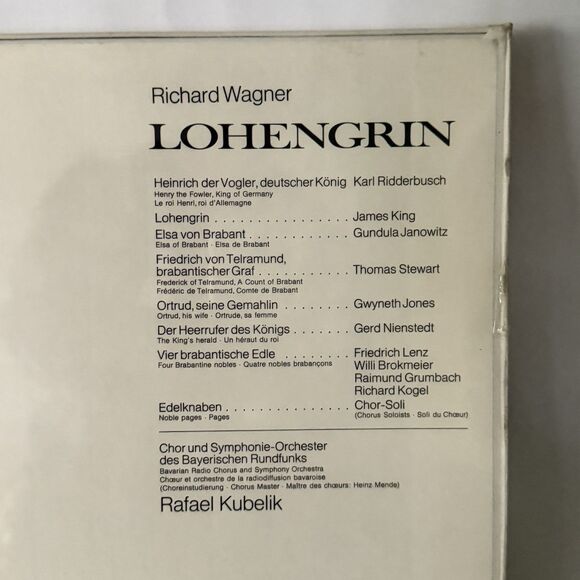 Richard Wagner
LOHENGRIN
Heinrich der Vogler, deutscher König Karl Ridderbusch
Henry the Fowler, King of Germany
Le roi Henri, roi d'Allemagne
Lohengrin . . . . . . . . . . . . . . . . James King
Elsa von Brabant . . . . . . . . . . . . Gundula Janowitz
Elsa of Brabant · Elsa de Brabant
Friedrich von Telramund,
brabantischer Graf . . . . . . . . . . . Thomas Stewart
Frederick of Telramund, A Count of Brabant
Frédéric de Telramund, Comte de Brabant
Ortrud, seine Gemahlin . . . . . . . . . Gwyneth Jones
Ortrud, his wife · Ortrude, sa femme
Der Heerrufer des Königs . . . . . . . Gerd Nienstedt
The King's herald · Un héraut du roi
Vier brabantische Edle . . . . . . . . Friedrich Lenz
Four Brabantine nobles · Quatre nobles brabançons
Willi Brokmeier
Raimund Grumbach
Richard Kogel
Edelknaben . . . . . . . . . . . . . . . Chor-Soli
Noble pages · Pages (Chorus Soloists · Soli du Chœur)
Chor und Symphonie-Orchester
des Bayerischen Rundfunks
Bavarian Radio Chorus and Symphony Orchestra
Chœur et orchestre de la radiodiffusion bavaroise
(Choreinstudierung · Chorus Master · Maître des chœurs: Heinz Mende)
Rafael Kubelik